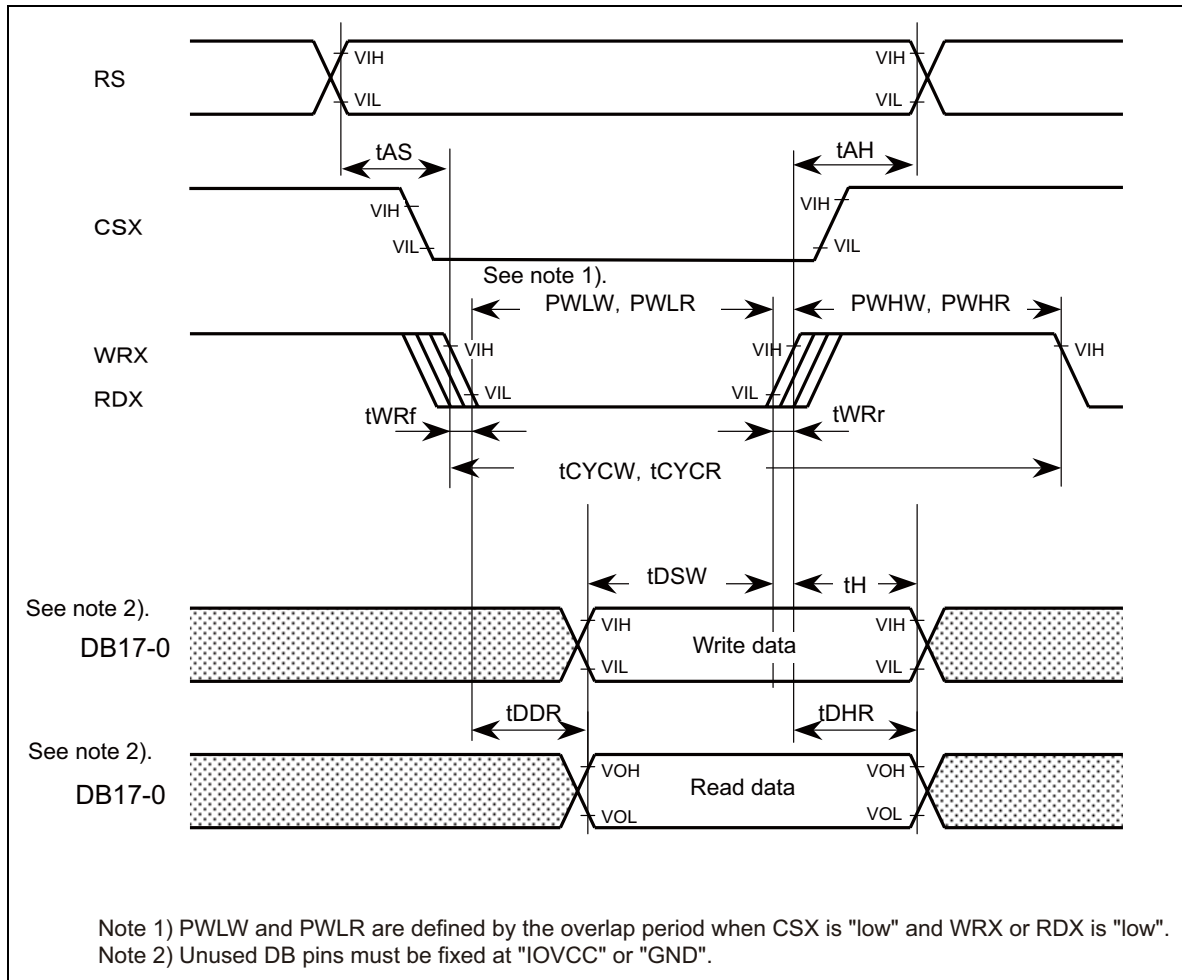 RS
VIH
VIH
VIL
VIL
tAS
tAH
CSX
VIH
VIH
VIL
VIL
See note 1).
PWLW, PWLR
PWHW, PWHR
WRX
VIH
VIH
VIH
RDX
VIL
VIL
tWRf
tWRr
tCYCW, tCYCR
tDSW
tH
See note 2).
DB17-0
VIH
Write data
VIH
VIL
VIL
tDDR
tDHR
See note 2).
DB17-0
VOH
Read data
VOH
VOL
VOL
Note 1) PWLW and PWLR are defined by the overlap period when CSX is "low" and WRX or RDX is "low".
Note 2) Unused DB pins must be fixed at "IOVCC" or "GND".